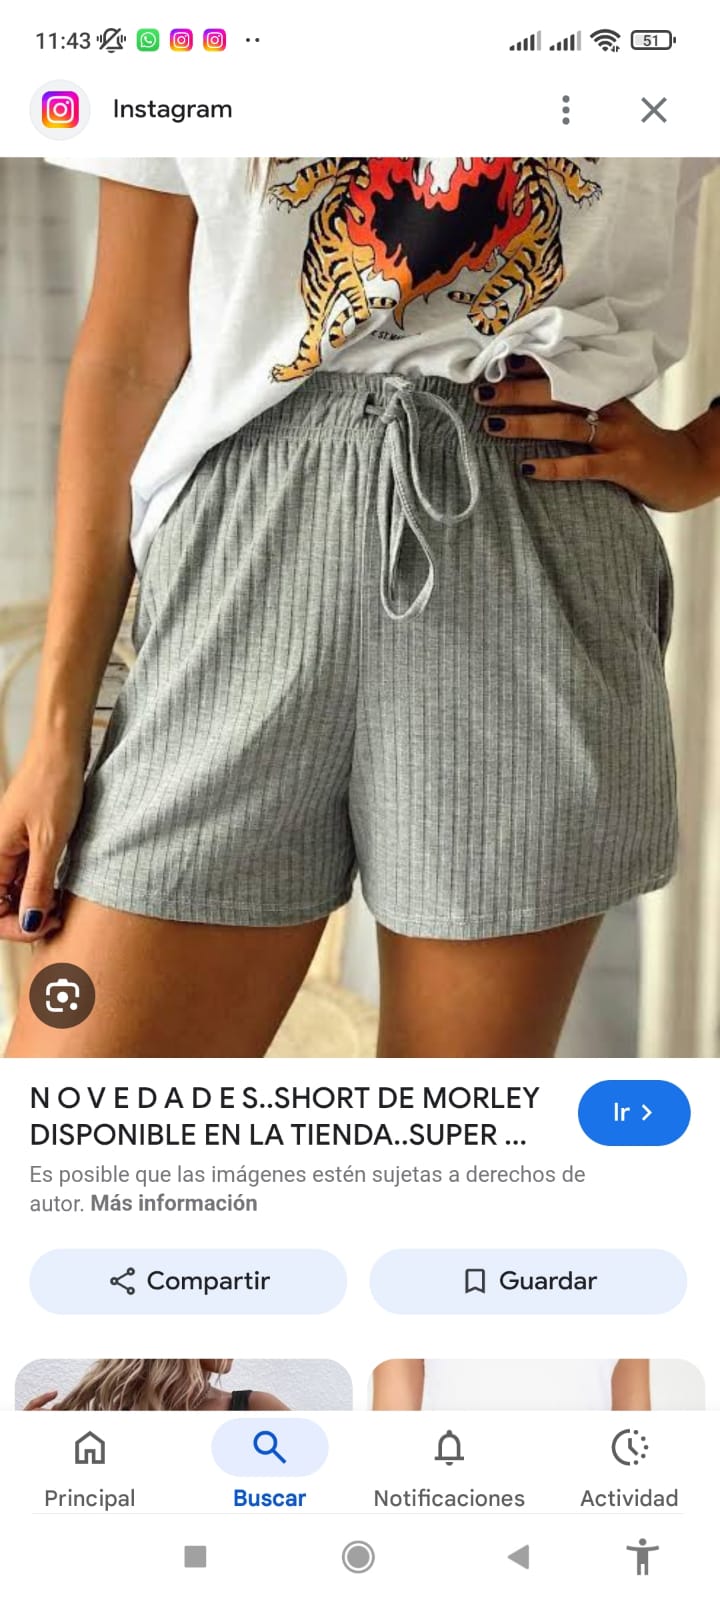 11:43
51
Instagram
N O V E D A D E S..SHORT DE MORLEY
DISPONIBLE EN LA TIENDA..SUPER ...
Ir
Es posible que las imágenes estén sujetas a derechos de
autor. Más información
Compartir
Guardar
Principal
Buscar
Notificaciones
Actividad